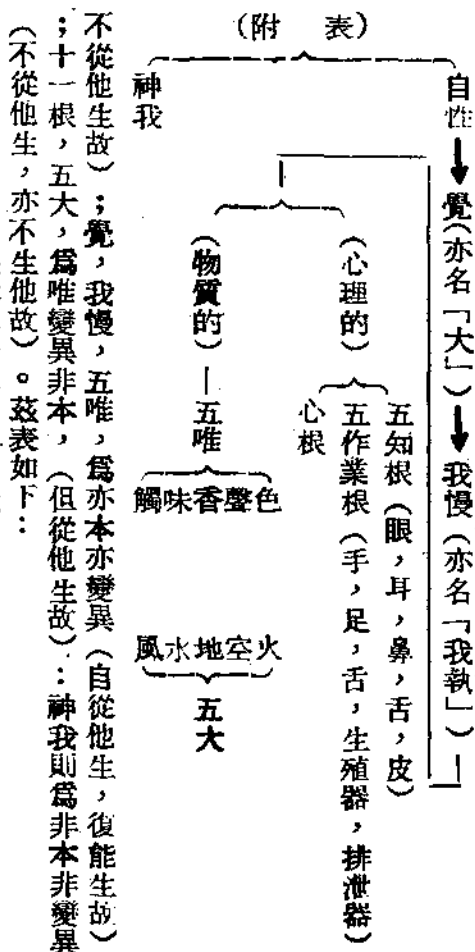 （附　表）
自性→覺（亦名「大」）→我慢（亦名「我執」）
（心理的）
五知根（眼，耳，鼻，舌，皮）
五作業根（手，足，舌，生殖器，排泄器）
心根
（物質的）—五唯
色聲香味觸
火空地水風
五大
神我
不從他生故）；覺，我慢，五唯，爲亦本亦變異（自從他生，復能生故）
；十一根，五大，爲唯變異非本，（但從他生故）．：神我則爲非本非變異
（不從他生，亦不生他故）。茲表如下：